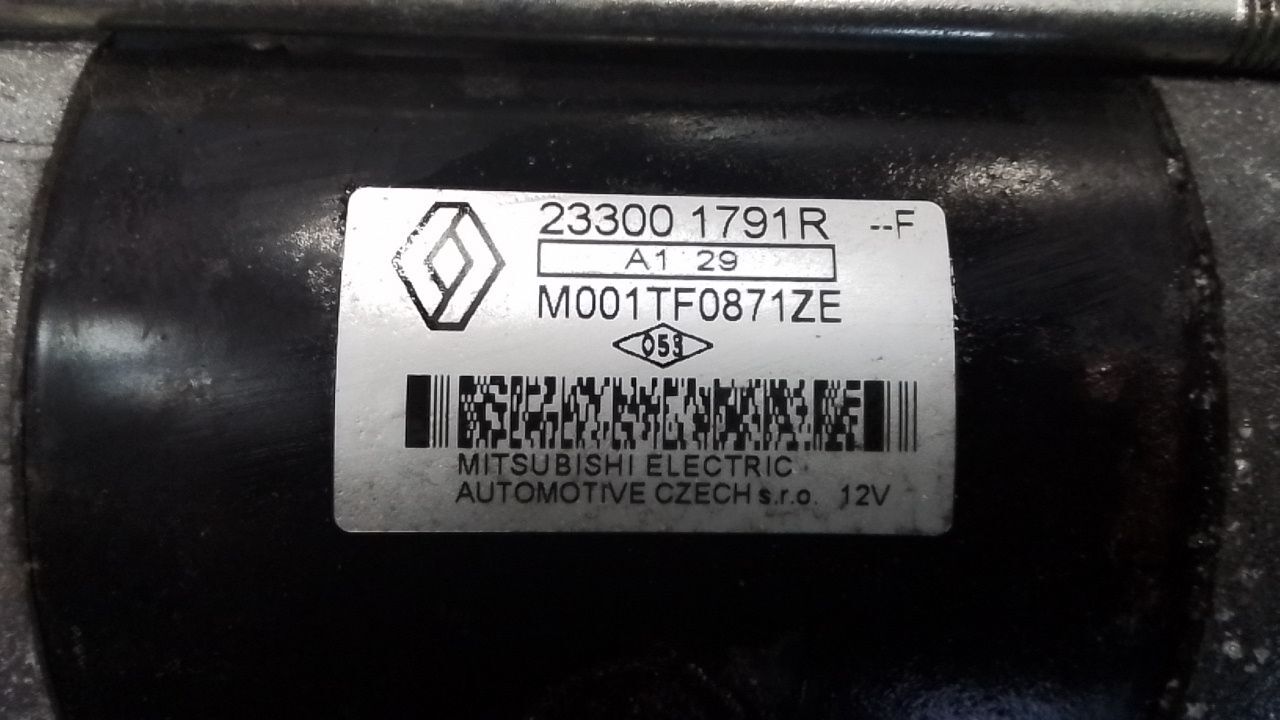 23300 1791R --F
A1 29
M001TF0871ZE
053
MITSUBISHI ELECTRIC
AUTOMOTIVE CZECH s.r.o. 12V